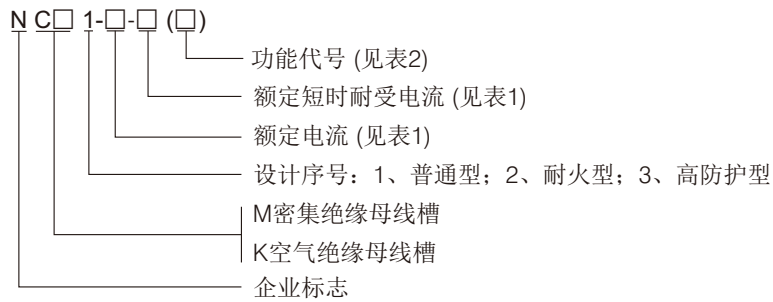 N C□ 1-□-□ (□)
功能代号 (见表2)
额定短时耐受电流 (见表1)
额定电流 (见表1)
设计序号：1、普通型；2、耐火型；3、高防护型
M密集绝缘母线槽
K空气绝缘母线槽
企业标志